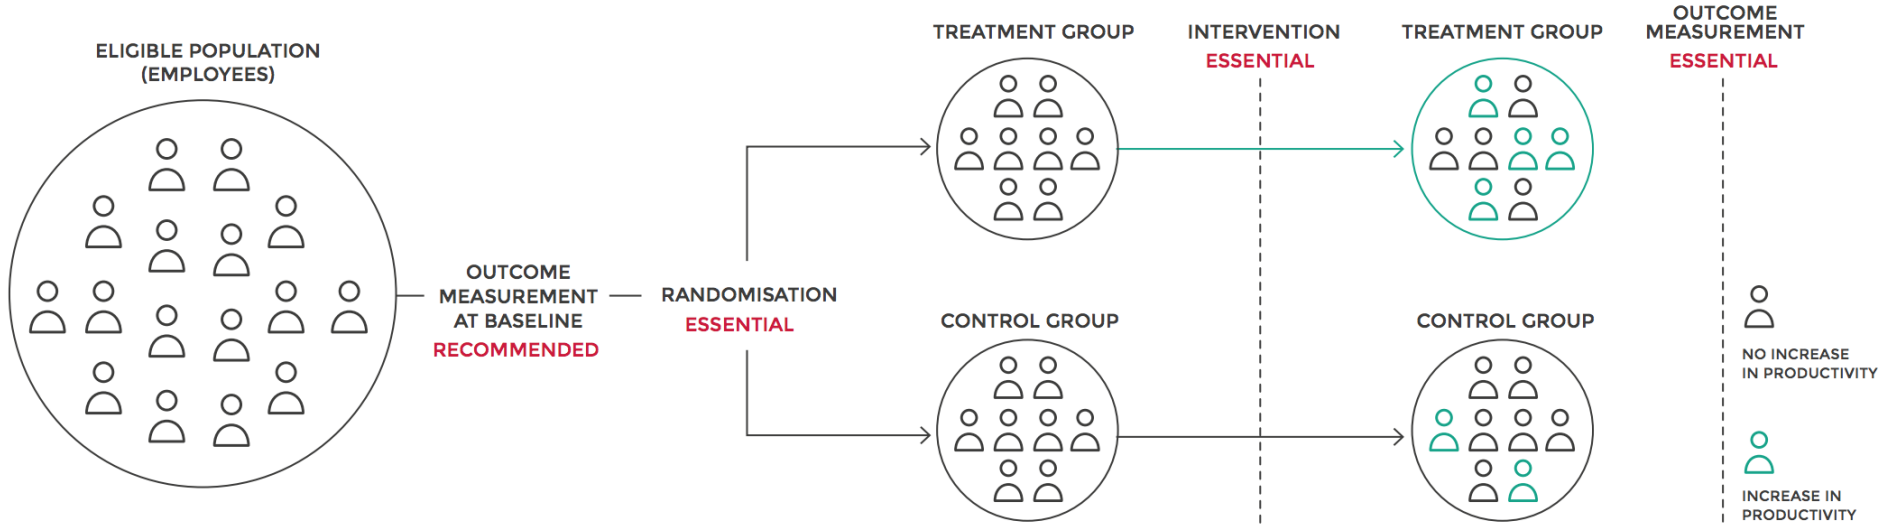 ELIGIBLE POPULATION
(EMPLOYEES)
OUTCOME
MEASUREMENT
AT BASELINE
RECOMMENDED
RANDOMISATION
ESSENTIAL
TREATMENT GROUP
CONTROL GROUP
INTERVENTION
ESSENTIAL
TREATMENT GROUP
CONTROL GROUP
OUTCOME
MEASUREMENT
ESSENTIAL
NO INCREASE
IN PRODUCTIVITY
INCREASE IN
PRODUCTIVITY